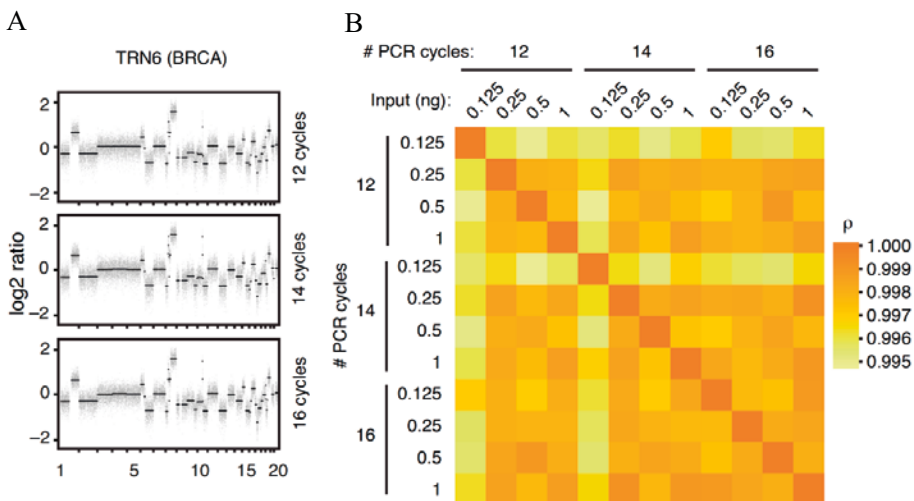 A
TRN6 (BRCA)
2
0
−2
12 cycles
2
0
−2
14 cycles
2
0
−2
16 cycles
log2 ratio
1 5 10 15 20
B
# PCR cycles: 12 14 16
Input (ng): 0.125 0.25 0.5 1 0.125 0.25 0.5 1 0.125 0.25 0.5 1
# PCR cycles
12
0.125
0.25
0.5
1
14
0.125
0.25
0.5
1
16
0.125
0.25
0.5
1
ρ
1.000
0.999
0.998
0.997
0.996
0.995